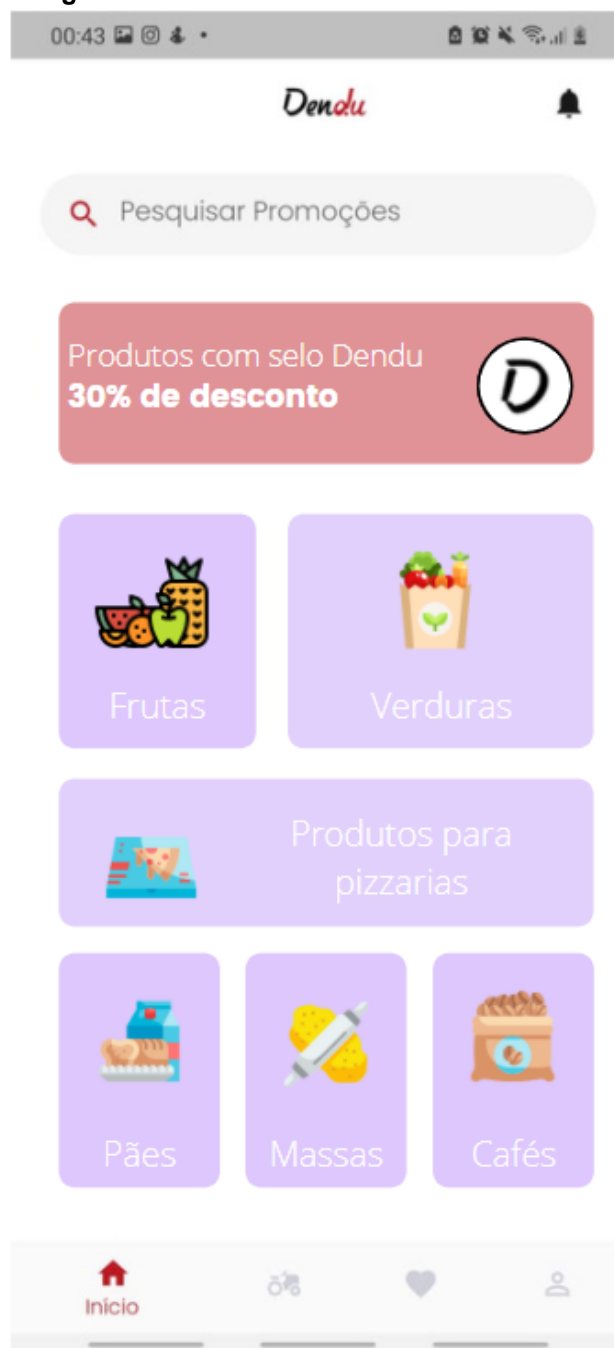 00:43
Dendu
Pesquisar Promoções
Produtos com selo Dendu
30% de desconto
D
Frutas
Verduras
Produtos para
pizzarias
Pães
Massas
Cafés
Início